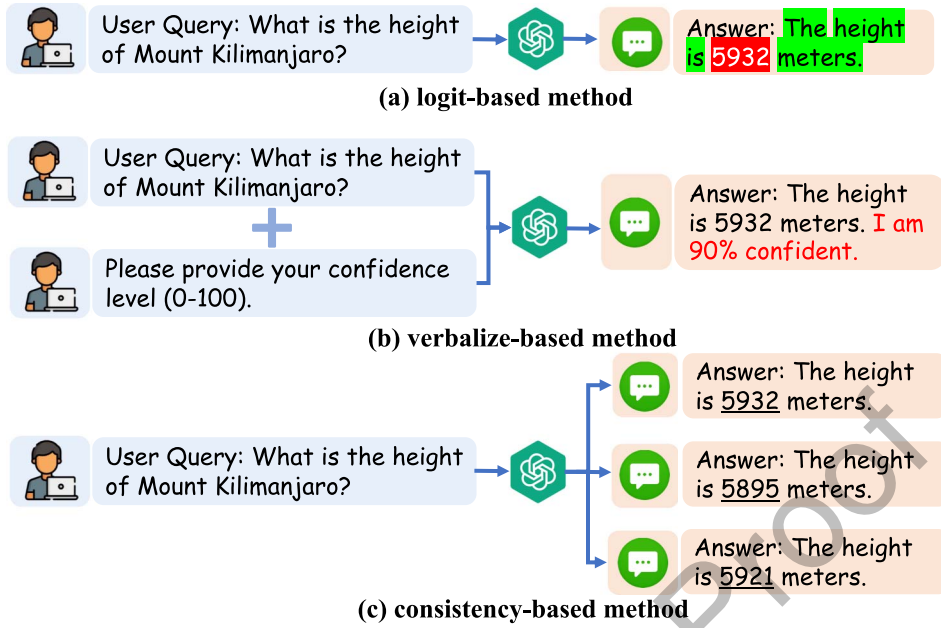 User Query: What is the height
of Mount Kilimanjaro?
Answer: The height
is 5932 meters.
(a) logit-based method
User Query: What is the height
of Mount Kilimanjaro?
Please provide your confidence
level (0-100).
Answer: The height
is 5932 meters. I am
90% confident.
(b) verbalize-based method
User Query: What is the height
of Mount Kilimanjaro?
Answer: The height
is 5932 meters.
Answer: The height
is 5895 meters.
Answer: The height
is 5921 meters.
(c) consistency-based method
Proof